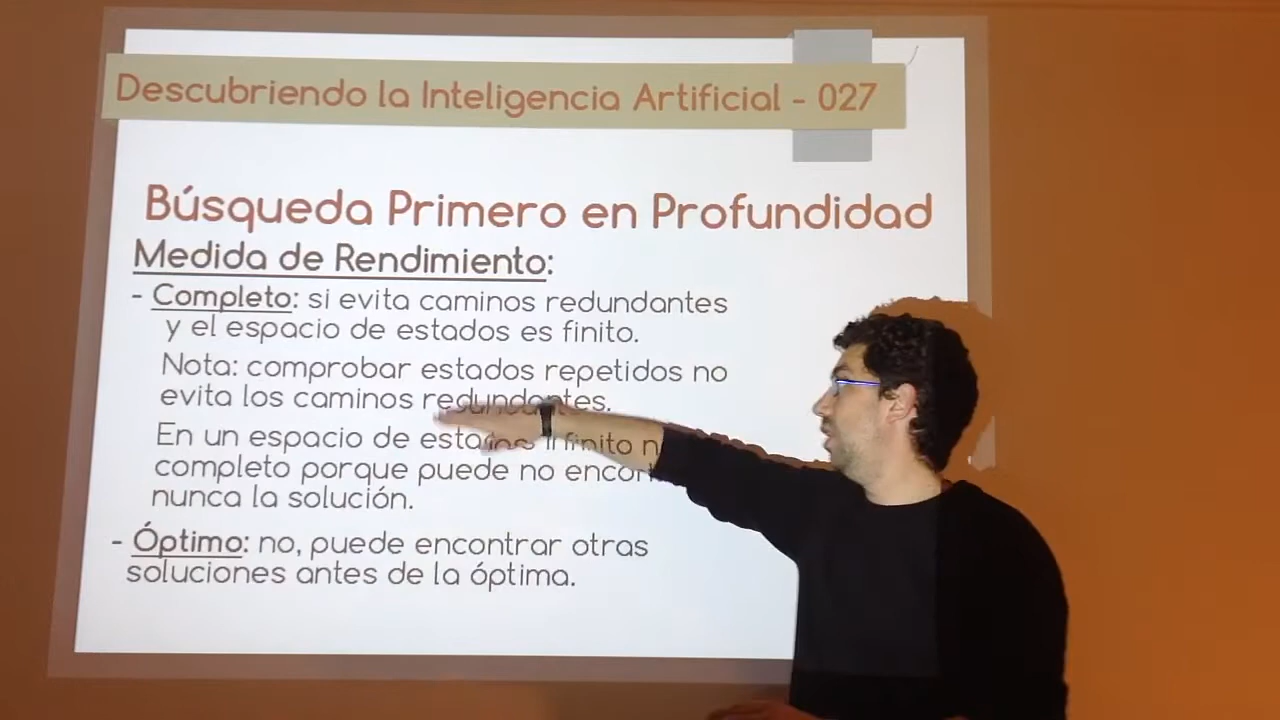 Descubriendo la Inteligencia Artificial - 027
Búsqueda Primero en Profundidad
Medida de Rendimiento:
- Completo: si evita caminos redundantes
y el espacio de estados es finito.
Nota: comprobar estados repetidos no
evita los caminos redundantes.
En un espacio de estados infinito
completo porque puede no
nunca la solución.
- Óptimo: no, puede encontrar otras
soluciones antes de la óptima.